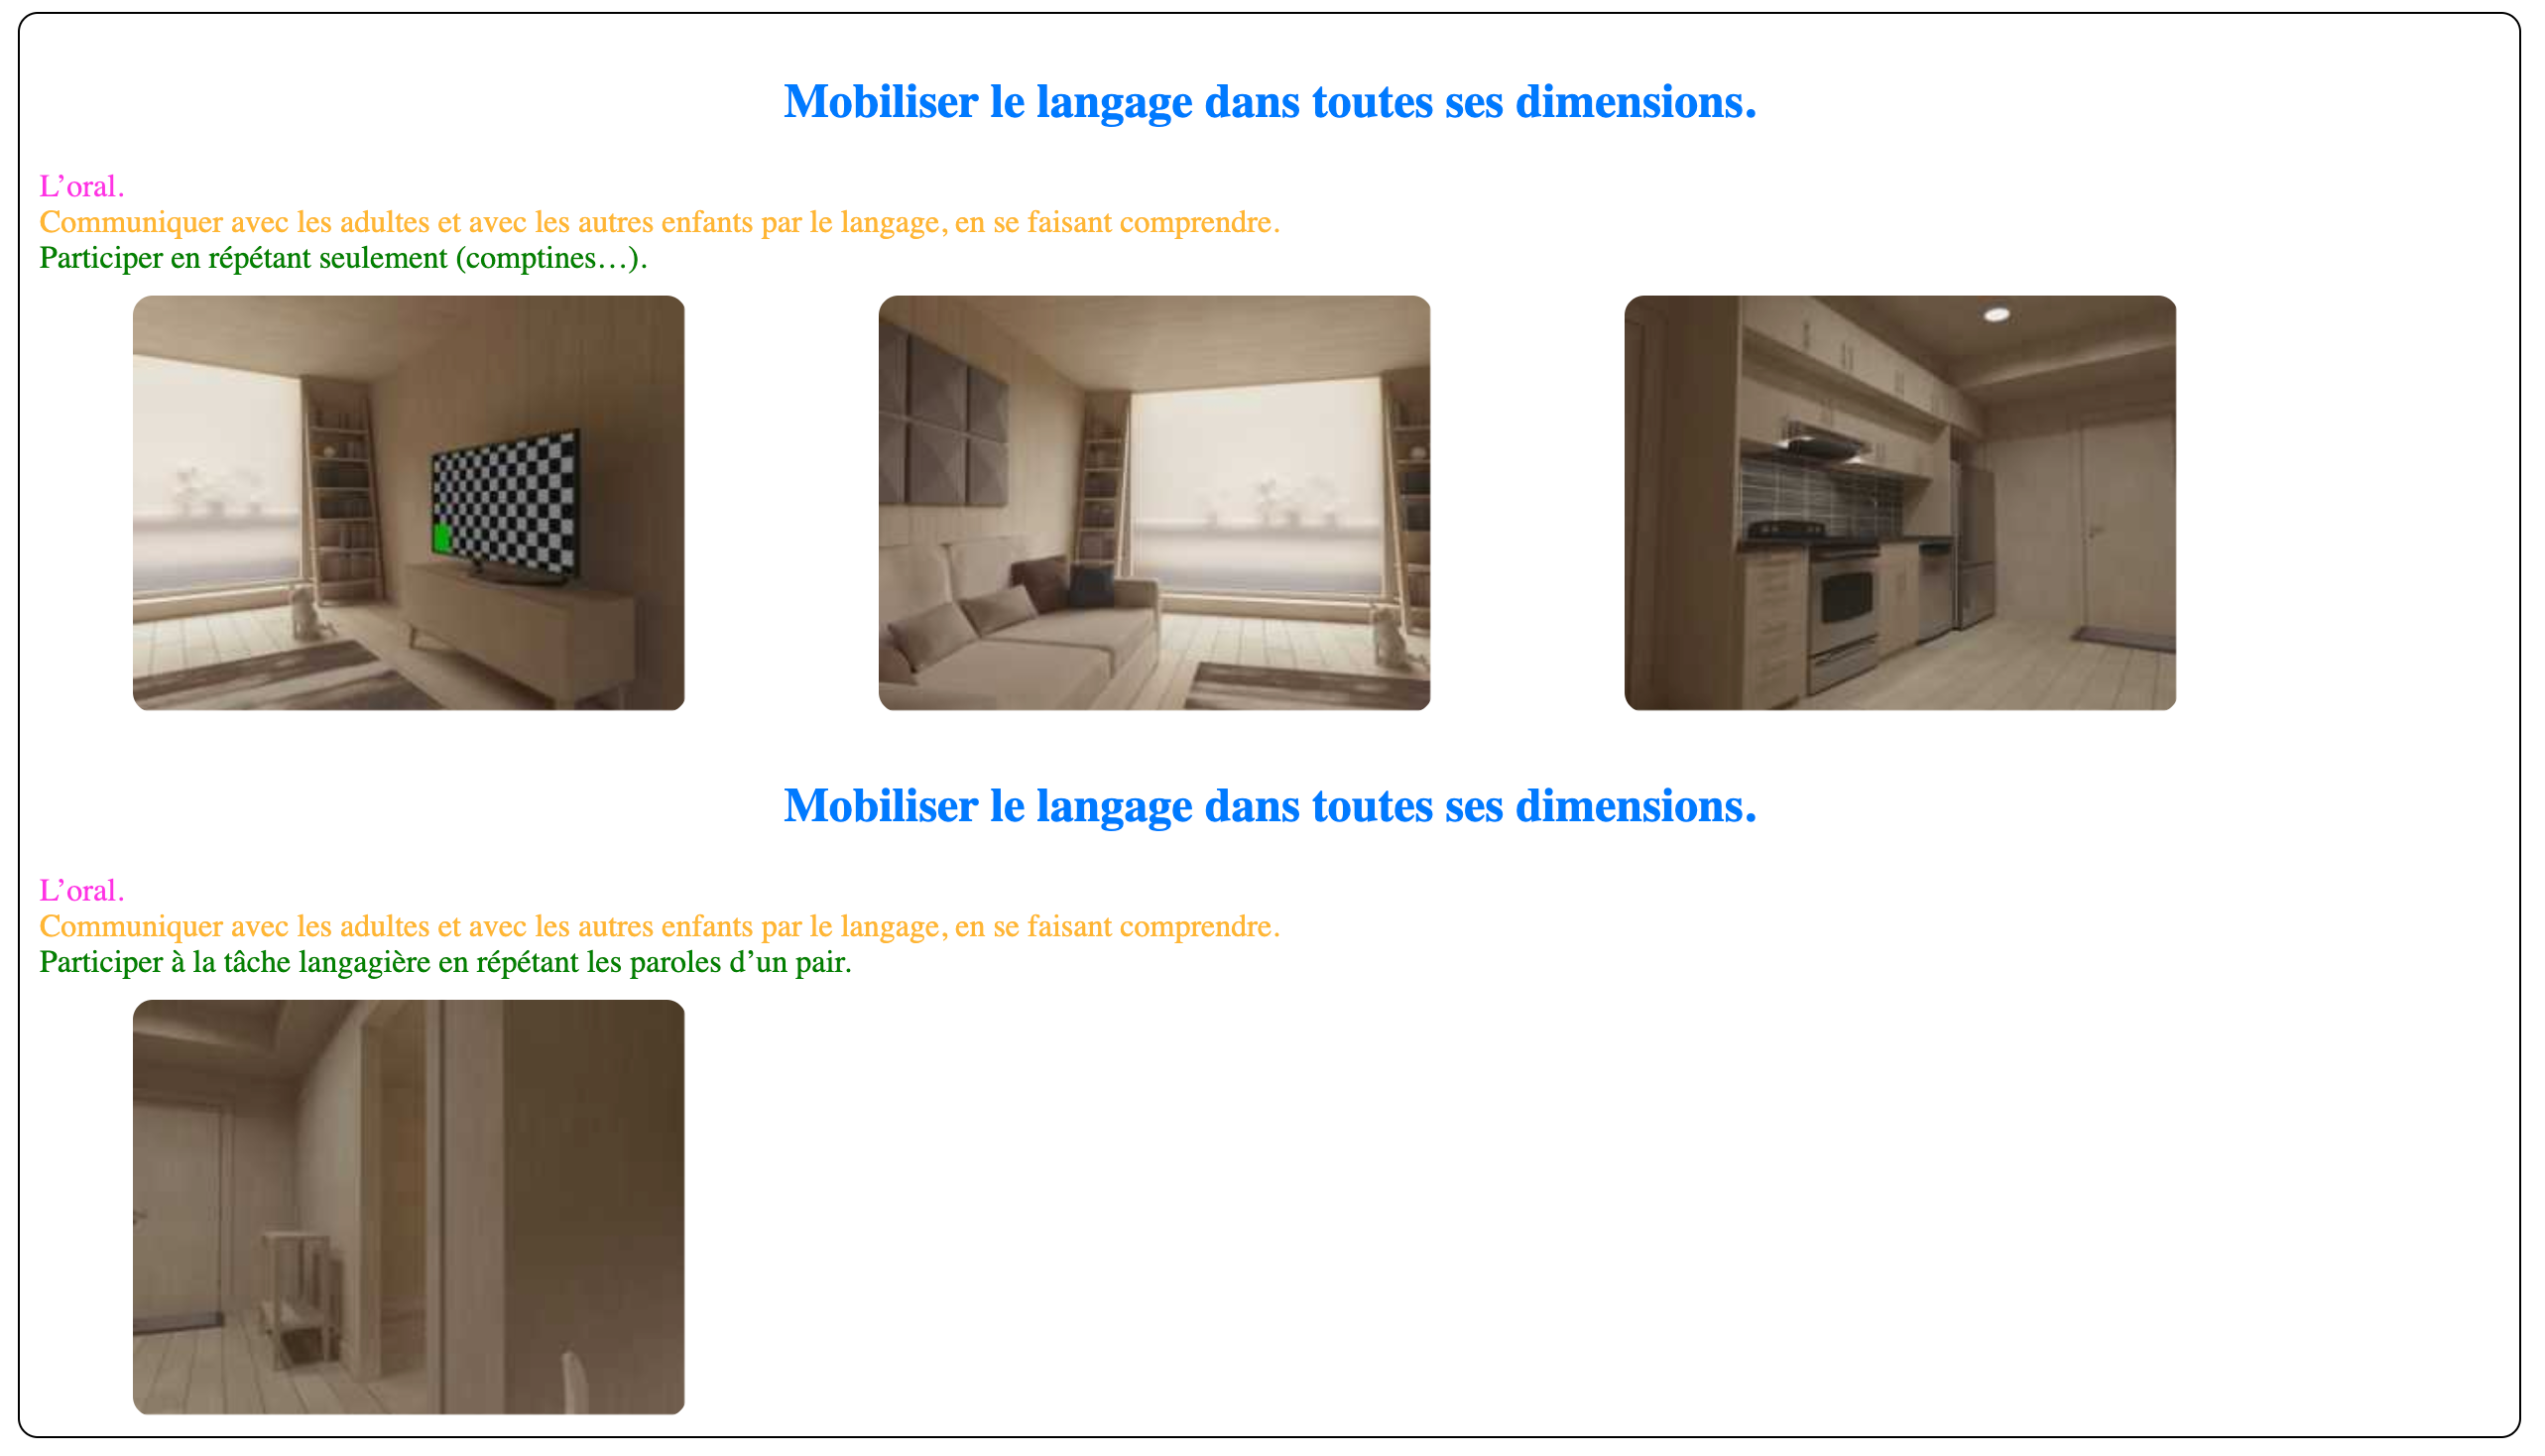 Mobiliser le langage dans toutes ses dimensions.
L’oral.
Communiquer avec les adultes et avec les autres enfants par le langage, en se faisant comprendre.
Participer en répétant seulement (comptines…).
Mobiliser le langage dans toutes ses dimensions.
L’oral.
Communiquer avec les adultes et avec les autres enfants par le langage, en se faisant comprendre.
Participer à la tâche langagière en répétant les paroles d’un pair.